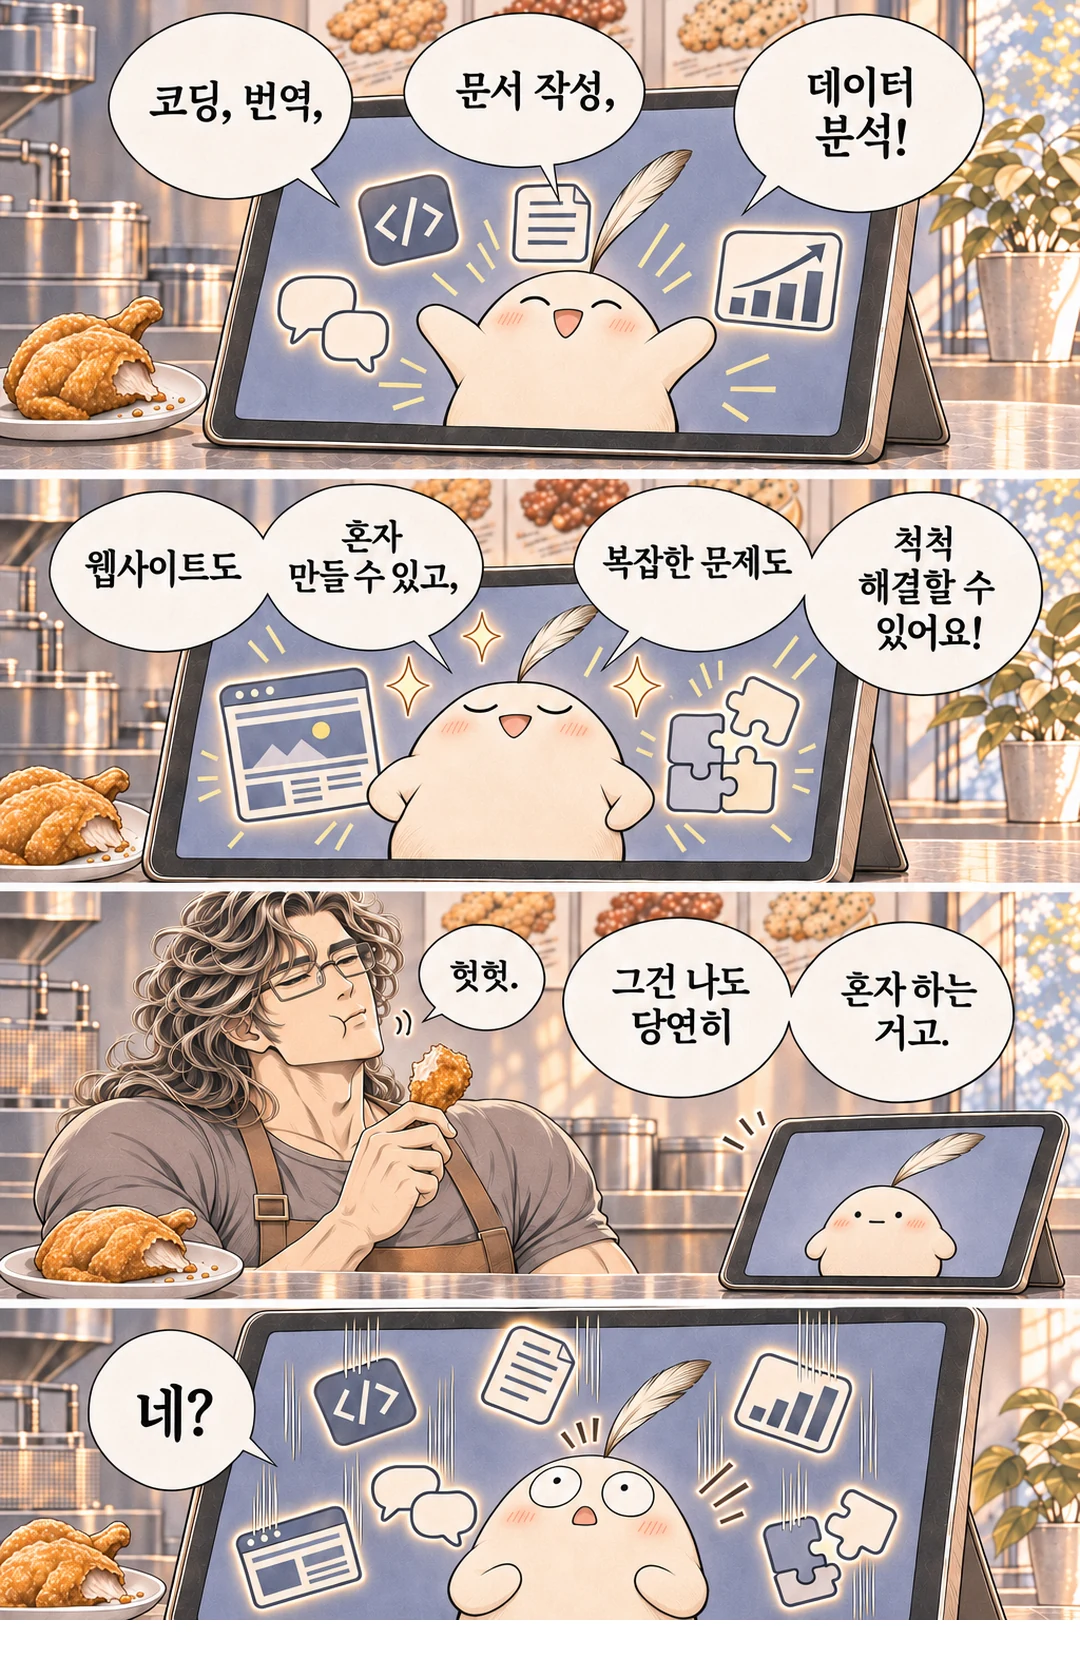 코딩, 번역,
문서 작성,
데이터
분석!
웹사이트도
혼자
만들 수 있고,
복잡한 문제도
척척
해결할 수
있어요!
헛헛.
그건 나도
당연히
혼자 하는
거고.
네?